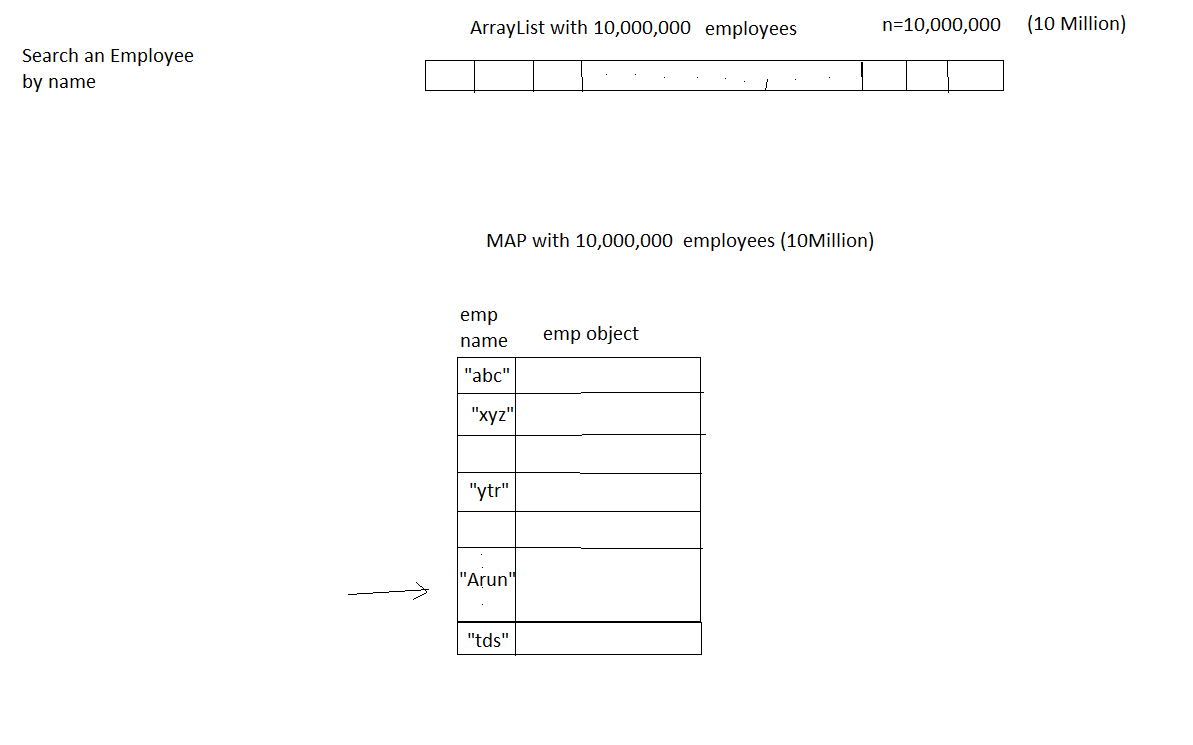 ArrayList with 10,000,000 employees n=10,000,000 (10 Million)
Search an Employee
by name
MAP with 10,000,000 employees (10Million)
emp
name
emp object
"abc"
"xyz"
"ytr"
"Arun"
"tds"